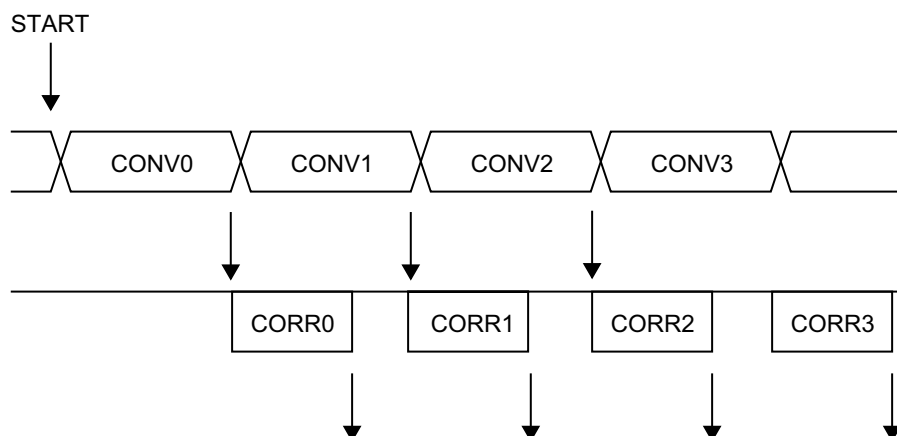 START
CONV0 CONV1 CONV2 CONV3
CORR0 CORR1 CORR2 CORR3